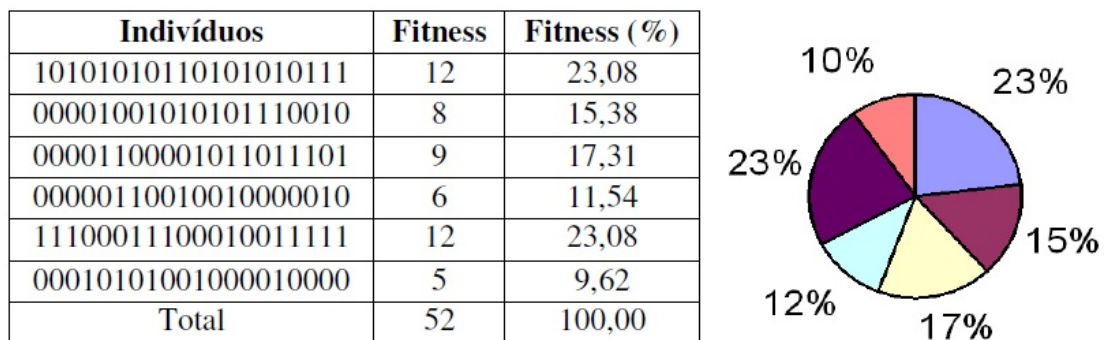 Indivíduos Fitness Fitness (%)
10101010110101010111 12 23,08
00001001010101110010 8 15,38
00001100001011011101 9 17,31
00000110010010000010 6 11,54
11100011100010011111 12 23,08
00010101001000010000 5 9,62
Total 52 100,00
10%
23%
23%
15%
12%
17%